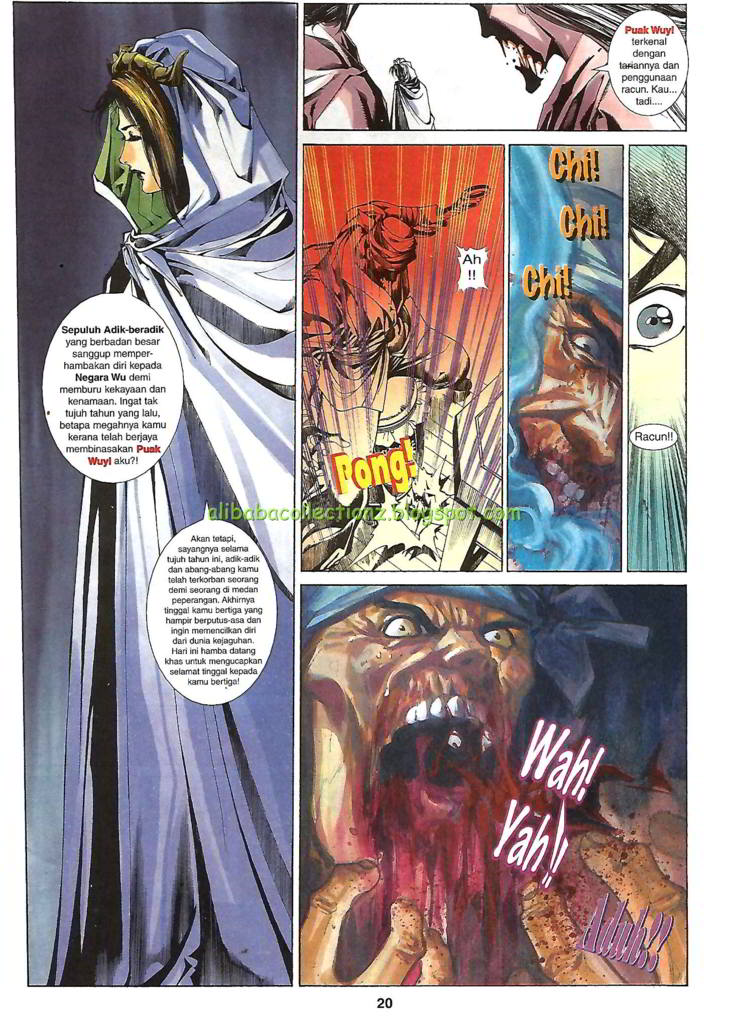 Sepuluh Adik-beradik
yang berbadan besar
sanggup memper-
hambakan diri kepada
Negara Wu demi
memburu kekayaan dan
kenamaan. Ingat tak
tujuh tahun yang lalu,
betapa megahnya kamu
kerana telah berjaya
membinasakan Puak
Wuyi aku?!
Akan tetapi,
sayangnya selama
tujuh tahun ini, adik-adik
dan abang-abang kamu
telah terkorban seorang
demi seorang di medan
peperangan. Akhirnya
tinggal kamu bertiga yang
hampir berputus-asa dan
ingin memencilkan diri
dari dunia kejaguhan.
Hari ini hamba datang
khas untuk mengucapkan
selamat tinggal kepada
kamu bertiga!
Puak Wuyi
terkenal
dengan
tariannya dan
penggunaan
racun. Kau...
tadi....
Ah
!!
Pong!
Chi!
Chi!
Chi!
Racun!!
alibabacollectionz.blogspot.com
Wah!
Yah!!
Aduh!!
20